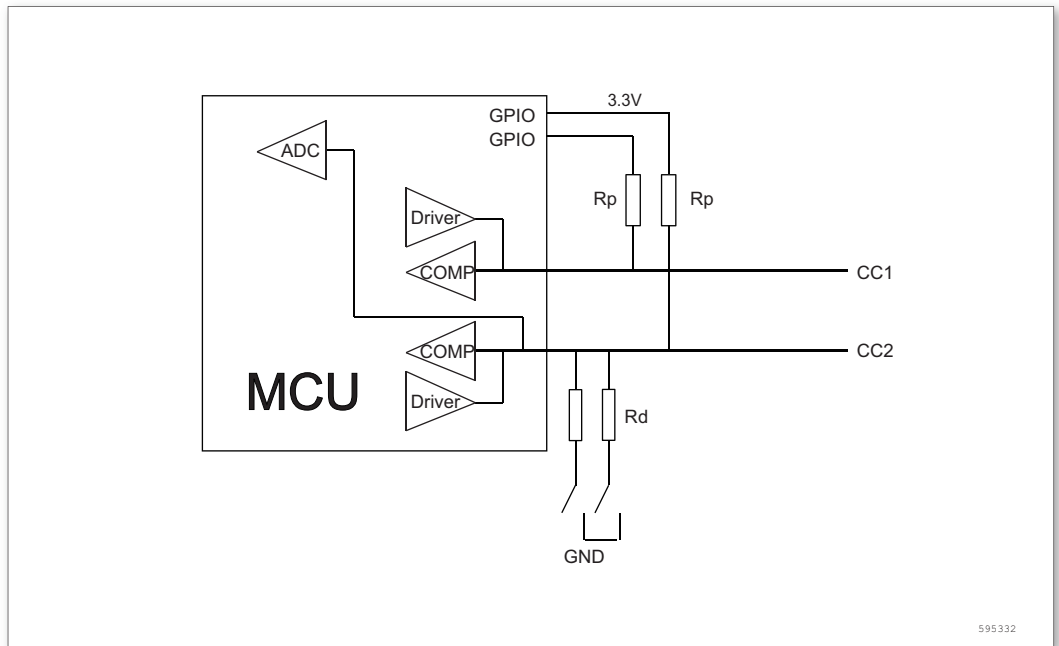 3.3V
GPIO
GPIO
ADC
Rp
Rp
Driver
COMP
CC1
COMP
CC2
MCU
Driver
Rd
GND
595332